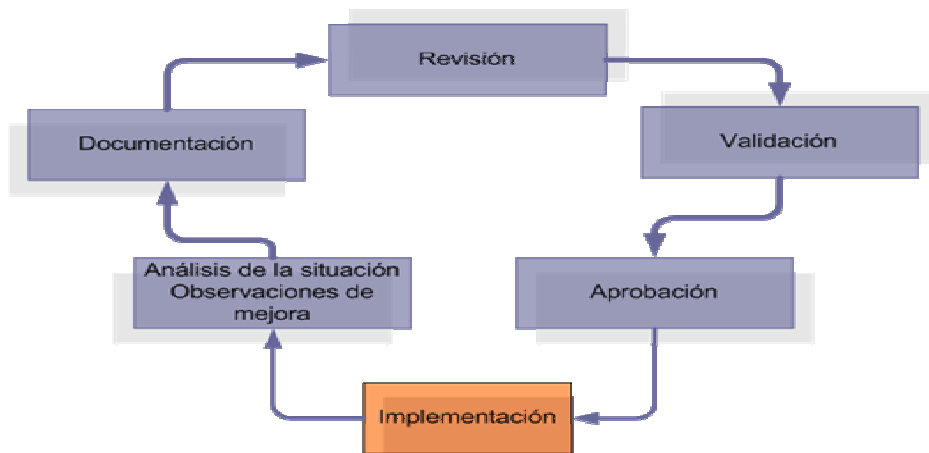 Revisión
Documentación
Validación
Análisis de la situación
Observaciones de
mejora
Aprobación
Implementación